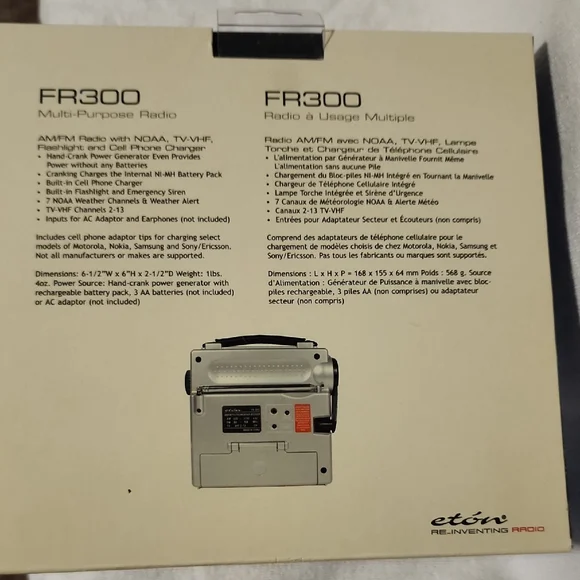 FR300
Multi-Purpose Radio
AM/FM Radio with NOAA, TV-VHF,
Flashlight and Cell Phone Charger
• Hand-Crank Power Generator Even Provides
Power without any Batteries
• Cranking Charges the Internal Ni-MH Battery Pack
• Built-in Cell Phone Charger
• Built-in Flashlight and Emergency Siren
• 7 NOAA Weather Channels & Weather Alert
• TV-VHF Channels 2-13
• Inputs for AC Adaptor and Earphones (not included)
Includes cell phone adaptor tips for charging select
models of Motorola, Nokia, Samsung and Sony/Ericsson.
Not all manufacturers or makes are supported.
Dimensions: 6-1/2"W x 6"H x 2-1/2"D Weight: 1lbs.
4oz. Power Source: Hand-crank power generator with
rechargeable battery pack, 3 AA batteries (not included)
or AC adaptor (not included)
FR300
Radio à Usage Multiple
Radio AM/FM avec NOAA, TV-VHF, Lampe
Torche et Chargeur de Téléphone Cellulaire
• L'alimentation par Générateur à Manivelle Fournit Même
L'alimentation sans aucune Pile
• Chargement du Bloc-piles Ni-MH Intégré en Tournant la Manivelle
• Chargeur de Téléphone Cellulaire Intégré
• Lampe Torche Intégrée et Sirène d'Urgence
• 7 Canaux de Météorologie NOAA & Alerte Météo
• Canaux 2-13 TV-VHF
• Entrées pour Adaptateur Secteur et Écouteurs (non compris)
Comprend des adaptateurs de téléphone cellulaire pour le
chargement de modèles choisis de chez Motorola, Nokia, Samsung et
Sony/Ericsson. Pas tous les fabricants ou marques sont supportés.
Dimensions : L x H x P = 168 x 155 x 64 mm Poids : 568 g. Source
d'Alimentation : Générateur de Puissance à manivelle avec bloc-
piles rechargeable, 3 piles AA (non comprises) ou adaptateur
secteur (non compris)
etón
RE_INVENTING RADIO